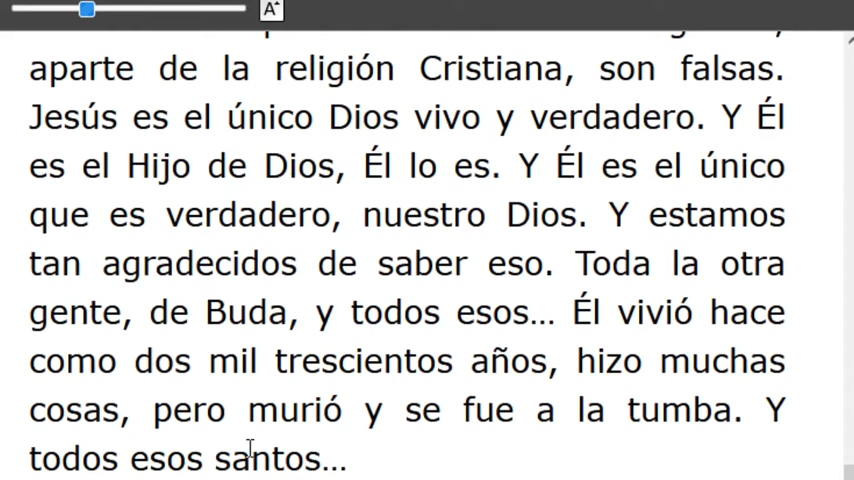 A
aparte de la religión Cristiana, son falsas.
Jesús es el único Dios vivo y verdadero. Y Él
es el Hijo de Dios, Él lo es. Y Él es el único
que es verdadero, nuestro Dios. Y estamos
tan agradecidos de saber eso. Toda la otra
gente, de Buda, y todos esos... Él vivió hace
como dos mil trescientos años, hizo muchas
cosas, pero murió y se fue a la tumba. Y
todos esos santos...